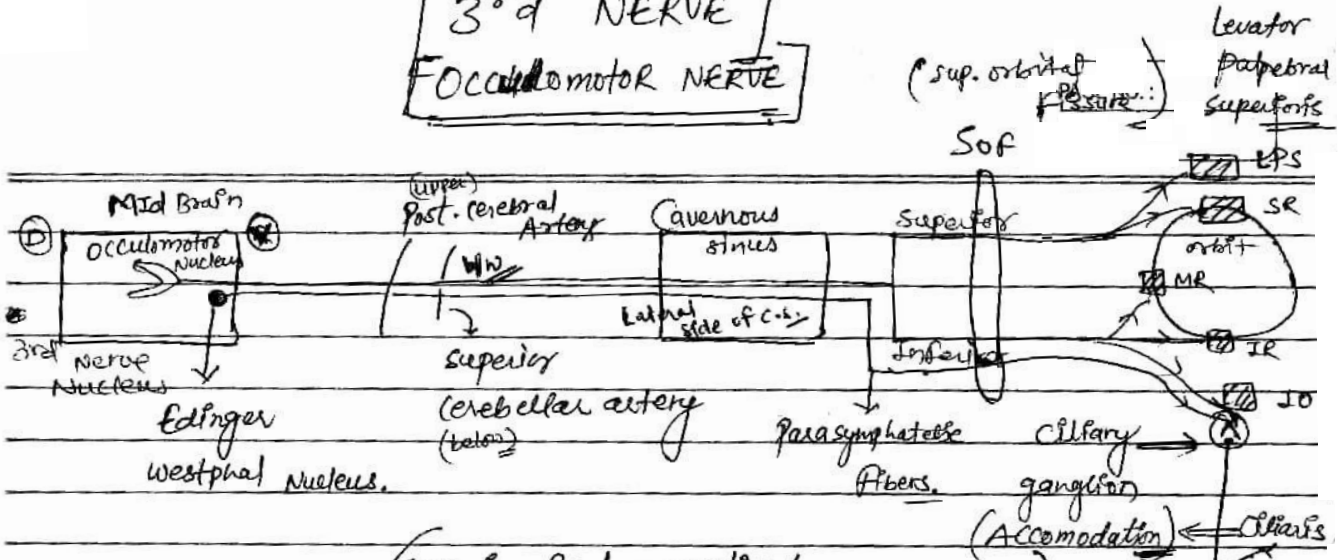 3rd NERVE
OCCULOMOTOR NERVE
(sup. orbital
Fissure)
Levator
Palpebral
superioris
SOF
LPS
SR
Mid Brain
(upper)
Post. cerebral
Artery
Cavernous
sinus
Superior
orbit
D
Occulomotor
Nucleus
b/w
MR
Lateral
side of C.S.
3rd Nerve
Nucleus
superior
Inferior
IR
Edinger
westphal Nucleus.
cerebellar artery
(below)
Parasymphatetic
fibers.
Ciliary
ganglion
IO
(Accomodation)
Ciliaris